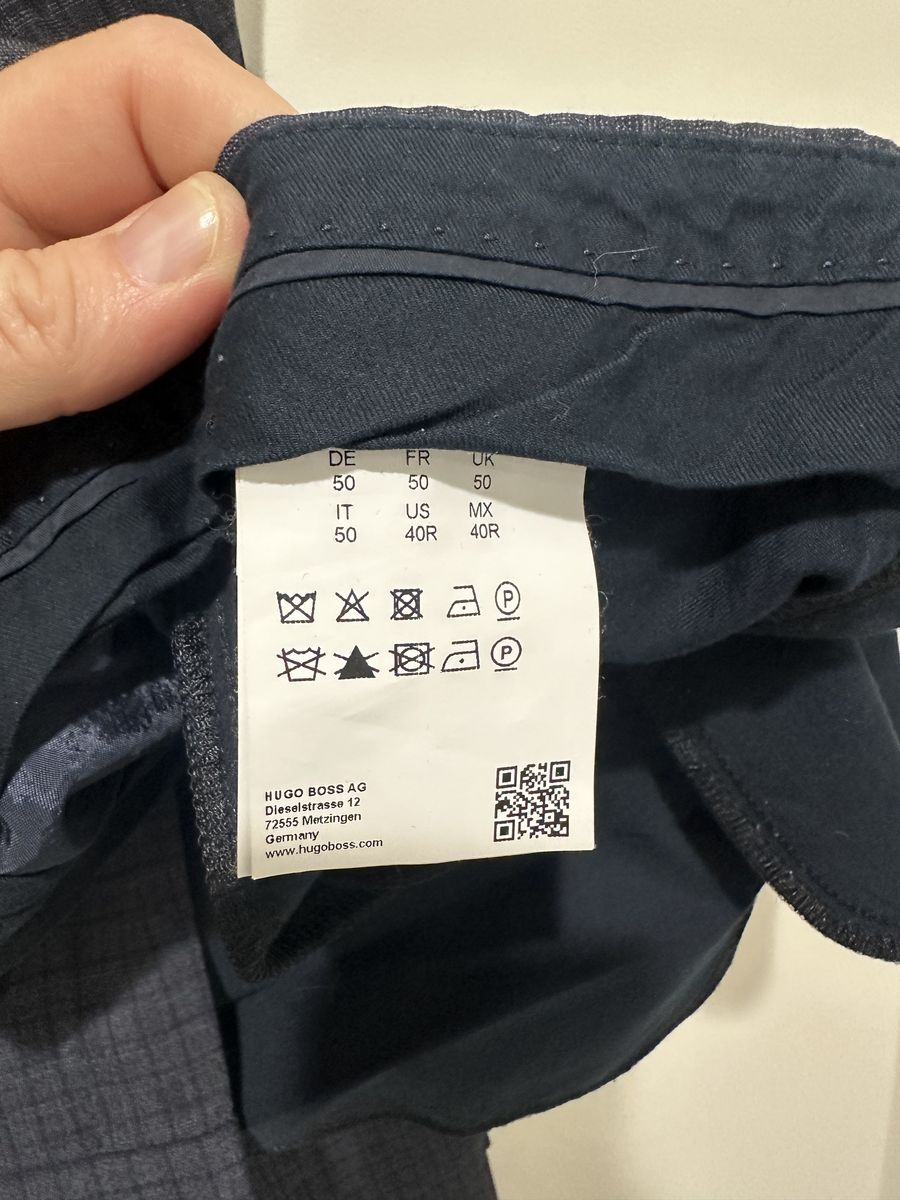 DE FR UK
50 50 50
IT US MX
50 40R 40R
P
P
HUGO BOSS AG
Dieselstrasse 12
72555 Metzingen
Germany
www.hugoboss.com